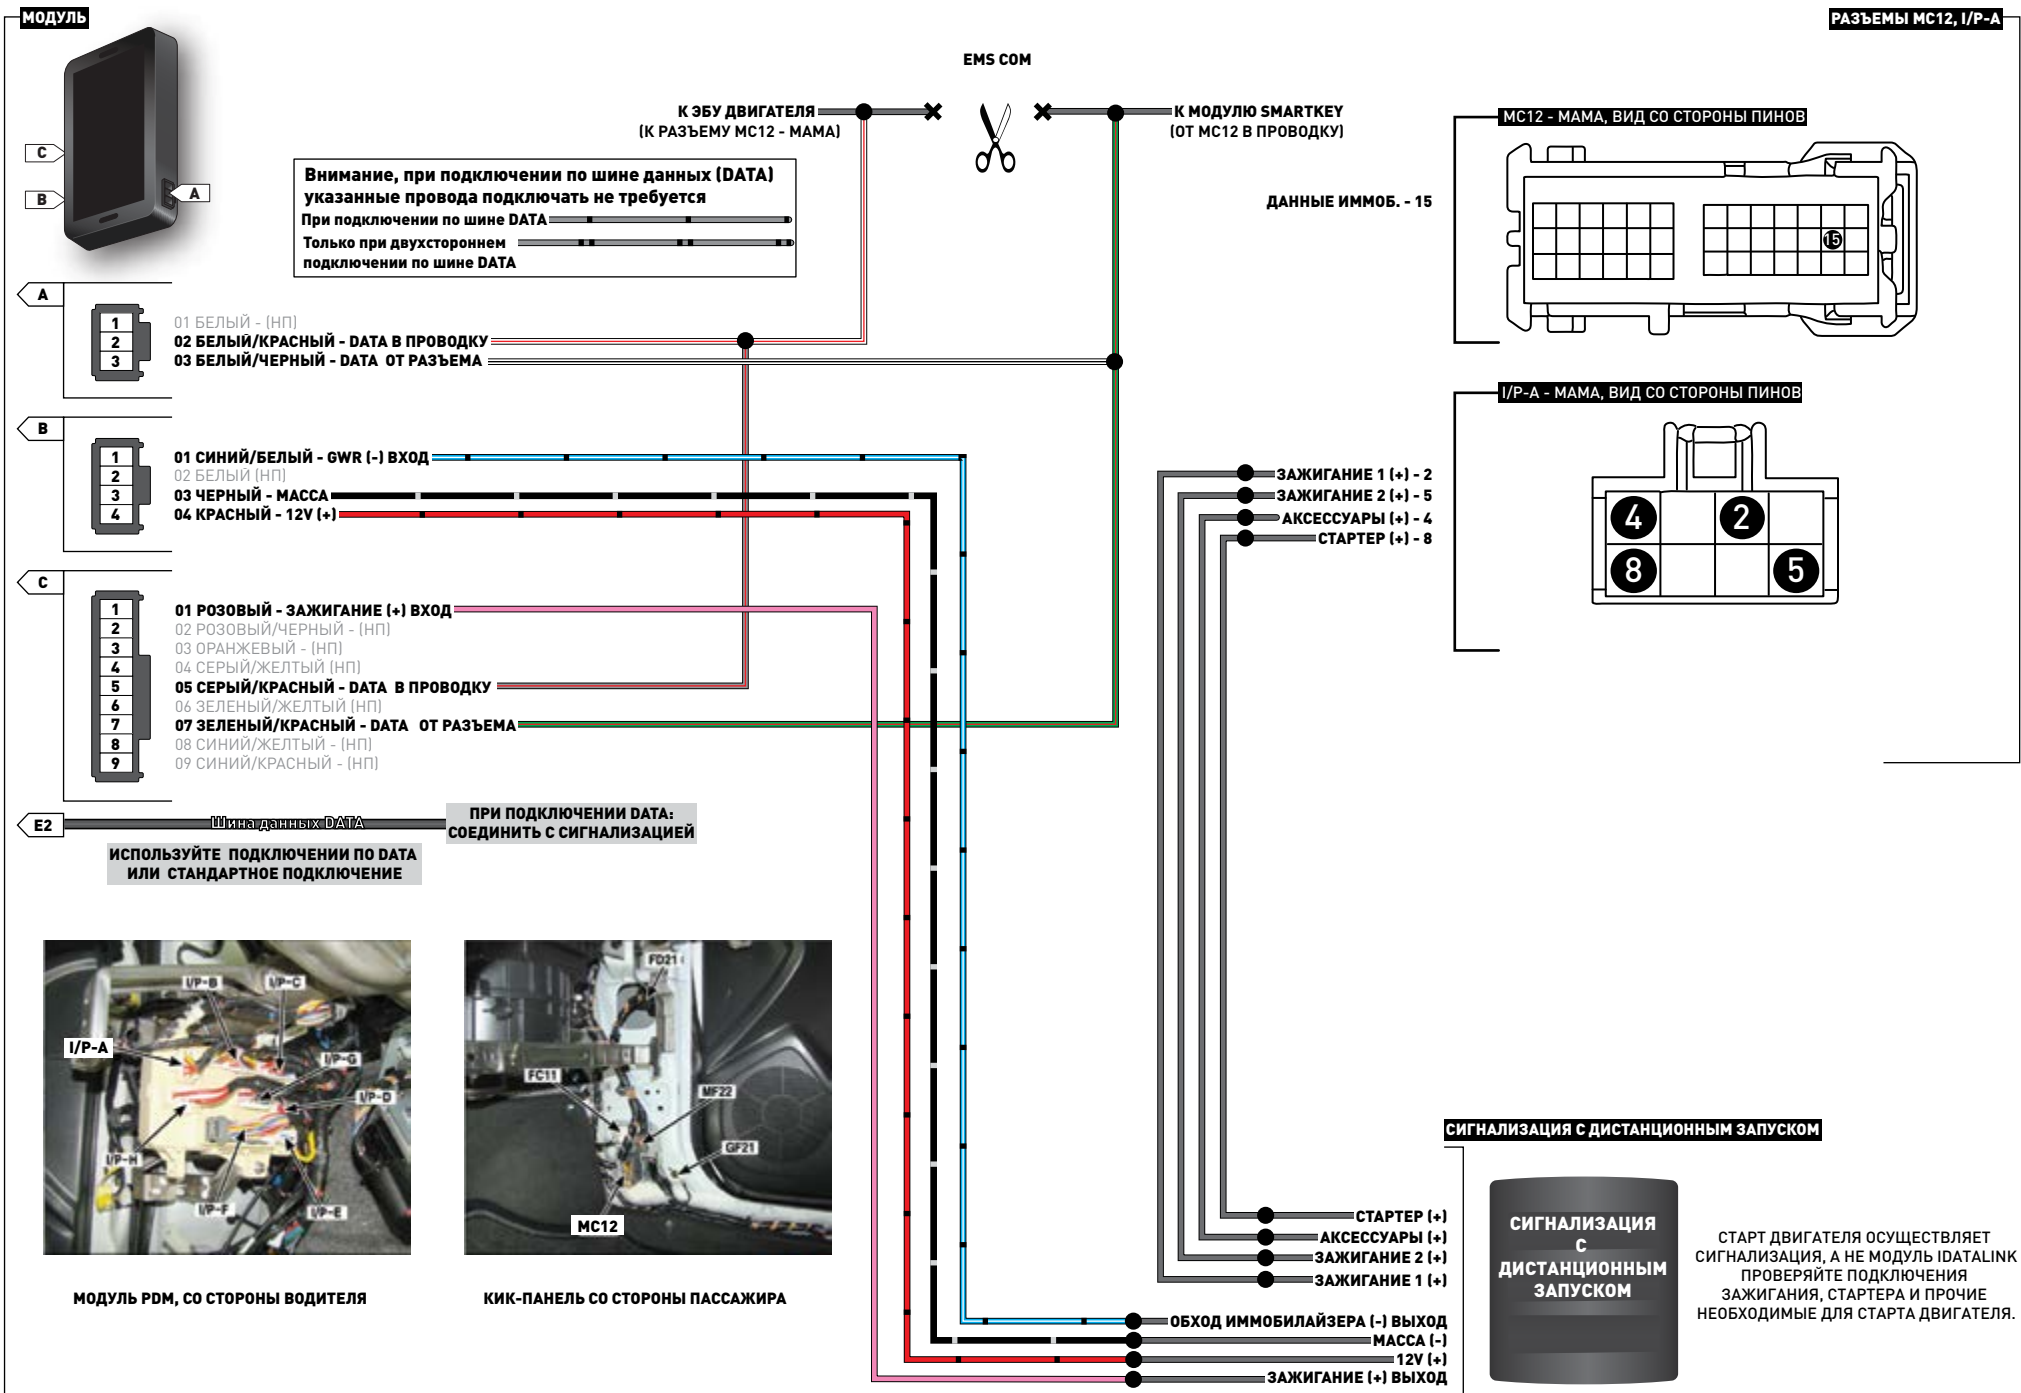 МОДУЛЬ
РАЗЪЕМЫ MC12, I/P-A
C
B
A
EMS COM
К ЭБУ ДВИГАТЕЛЯ
(К РАЗЪЕМУ MC12 - МАМА)
К МОДУЛЮ SMARTKEY
(ОТ MC12 В ПРОВОДКУ)
Внимание, при подключении по шине данных (DATA)
указанные провода подключать не требуется
При подключении по шине DATA
Только при двухстороннем
подключении по шине DATA
MC12 - МАМА, ВИД СО СТОРОНЫ ПИНОВ
ДАННЫЕ ИММОБ. - 15
15
A
1
2
3
01 БЕЛЫЙ - (НП)
02 БЕЛЫЙ/КРАСНЫЙ - DATA В ПРОВОДКУ
03 БЕЛЫЙ/ЧЕРНЫЙ - DATA ОТ РАЗЪЕМА
B
1
2
3
4
01 СИНИЙ/БЕЛЫЙ - GWR (-) ВХОД
02 БЕЛЫЙ (НП)
03 ЧЕРНЫЙ - МАССА
04 КРАСНЫЙ - 12V (+)
I/P-A - МАМА, ВИД СО СТОРОНЫ ПИНОВ
ЗАЖИГАНИЕ 1 (+) - 2
ЗАЖИГАНИЕ 2 (+) - 5
АКСЕССУАРЫ (+) - 4
СТАРТЕР (+) - 8
4
2
8
5
C
1
2
3
4
5
6
7
8
9
01 РОЗОВЫЙ - ЗАЖИГАНИЕ (+) ВХОД
02 РОЗОВЫЙ/ЧЕРНЫЙ - (НП)
03 ОРАНЖЕВЫЙ - (НП)
04 СЕРЫЙ/ЖЕЛТЫЙ (НП)
05 СЕРЫЙ/КРАСНЫЙ - DATA В ПРОВОДКУ
06 ЗЕЛЕНЫЙ/ЖЕЛТЫЙ (НП)
07 ЗЕЛЕНЫЙ/КРАСНЫЙ - DATA ОТ РАЗЪЕМА
08 СИНИЙ/ЖЕЛТЫЙ - (НП)
09 СИНИЙ/КРАСНЫЙ - (НП)
E2
Шина данных DATA
ПРИ ПОДКЛЮЧЕНИИ DATA:
СОЕДИНИТЬ С СИГНАЛИЗАЦИЕЙ
ИСПОЛЬЗУЙТЕ ПОДКЛЮЧЕНИИ ПО DATA
ИЛИ СТАНДАРТНОЕ ПОДКЛЮЧЕНИЕ
I/P-B
I/P-C
I/P-A
I/P-G
I/P-D
I/P-H
I/P-F
I/P-E
МОДУЛЬ PDM, СО СТОРОНЫ ВОДИТЕЛЯ
FD21
FC11
MF22
GF21
MC12
КИК-ПАНЕЛЬ СО СТОРОНЫ ПАССАЖИРА
СИГНАЛИЗАЦИЯ С ДИСТАНЦИОННЫМ ЗАПУСКОМ
СТАРТЕР (+)
АКСЕССУАРЫ (+)
ЗАЖИГАНИЕ 2 (+)
ЗАЖИГАНИЕ 1 (+)
ОБХОД ИММОБИЛАЙЗЕРА (-) ВЫХОД
МАССА (-)
12V (+)
ЗАЖИГАНИЕ (+) ВЫХОД
СИГНАЛИЗАЦИЯ
С
ДИСТАНЦИОННЫМ
ЗАПУСКОМ
СТАРТ ДВИГАТЕЛЯ ОСУЩЕСТВЛЯЕТ
СИГНАЛИЗАЦИЯ, А НЕ МОДУЛЬ IDATALINK
ПРОВЕРЯЙТЕ ПОДКЛЮЧЕНИЯ
ЗАЖИГАНИЯ, СТАРТЕРА И ПРОЧИЕ
НЕОБХОДИМЫЕ ДЛЯ СТАРТА ДВИГАТЕЛЯ.